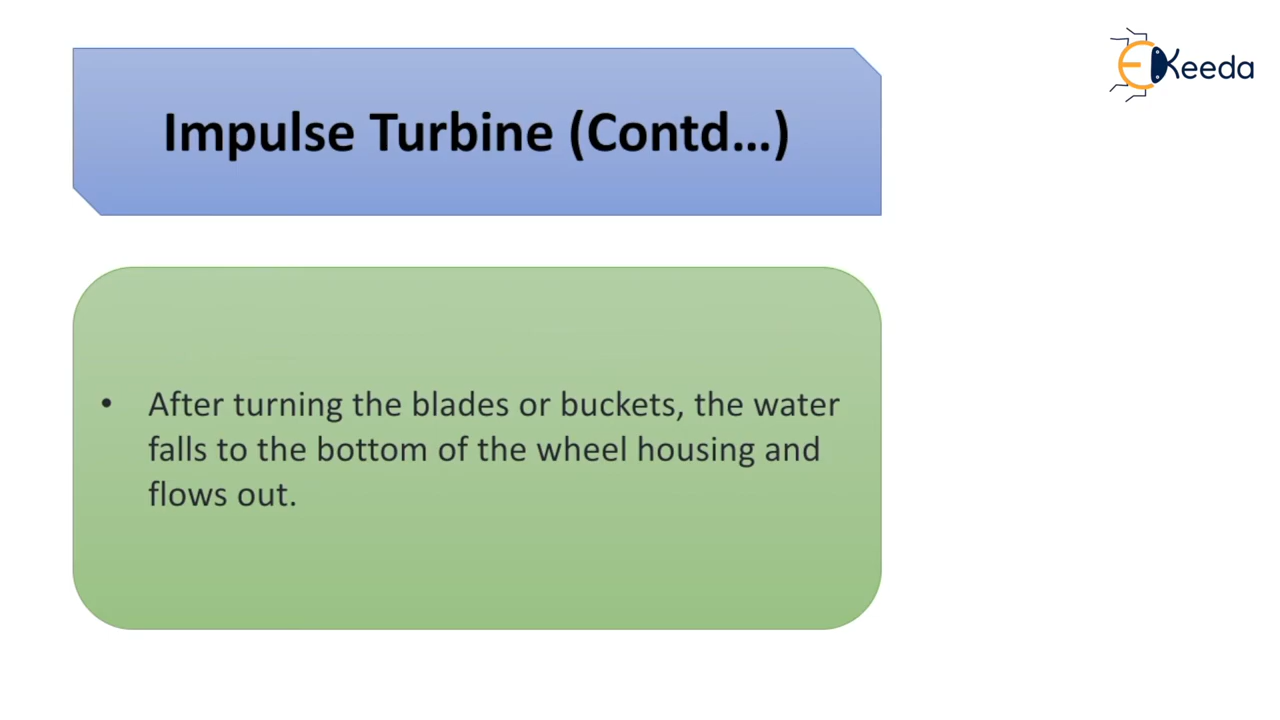 EKeeda
Impulse Turbine (Contd...)
• After turning the blades or buckets, the water
falls to the bottom of the wheel housing and
flows out.